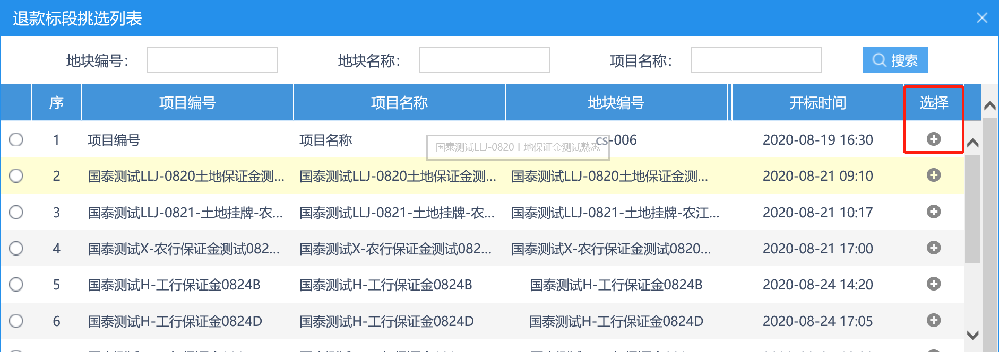 退款标段挑选列表
地块编号： 地块名称： 项目名称： 搜索
序 项目编号 项目名称 地块编号 开标时间 选择
1 项目编号 项目名称 cs-006 2020-08-19 16:30
国泰测试LLJ-0820土地保证金测试熟悉
2 国泰测试LLJ-0820土地保证金测... 国泰测试LLJ-0820土地保证金测... 国泰测试LLJ-0820土地保证金测... 2020-08-21 09:10
3 国泰测试LLJ-0821-土地挂牌-农... 国泰测试LLJ-0821-土地挂牌-农... 国泰测试LLJ-0821-土地挂牌-农江... 2020-08-21 10:17
4 国泰测试X-农行保证金测试082... 国泰测试X-农行保证金测试082... 国泰测试X-农行保证金测试0820... 2020-08-21 17:00
5 国泰测试H-工行保证金0824B 国泰测试H-工行保证金0824B 国泰测试H-工行保证金0824B 2020-08-24 14:20
6 国泰测试H-工行保证金0824D 国泰测试H-工行保证金0824D 国泰测试H-工行保证金0824D 2020-08-24 17:05